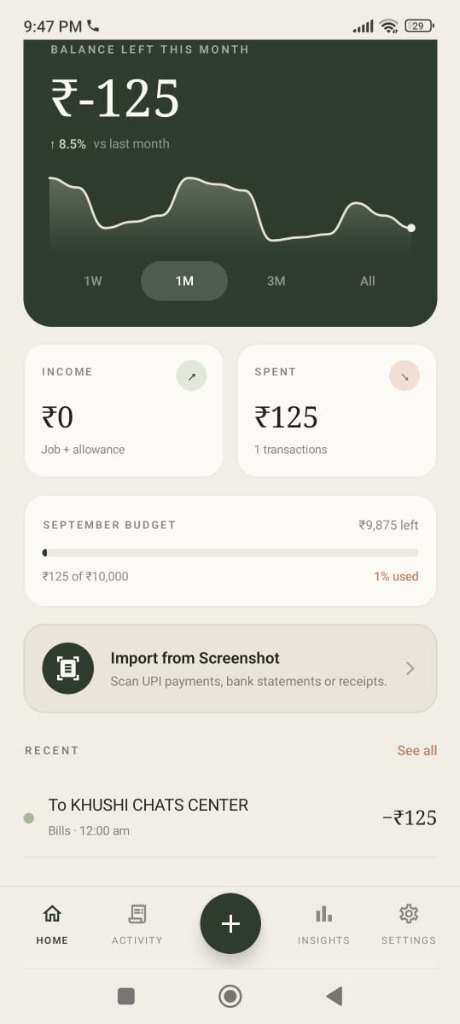 9:47 PM
29
BALANCE LEFT THIS MONTH
₹-125
↑ 8.5% vs last month
1W 1M 3M All
INCOME
↗
₹0
Job + allowance
SPENT
↘
₹125
1 transactions
SEPTEMBER BUDGET
₹9,875 left
₹125 of ₹10,000
1% used
Import from Screenshot
Scan UPI payments, bank statements or receipts.
RECENT
See all
To KHUSHI CHATS CENTER
Bills · 12:00 am
−₹125
HOME
ACTIVITY
+
INSIGHTS
SETTINGS